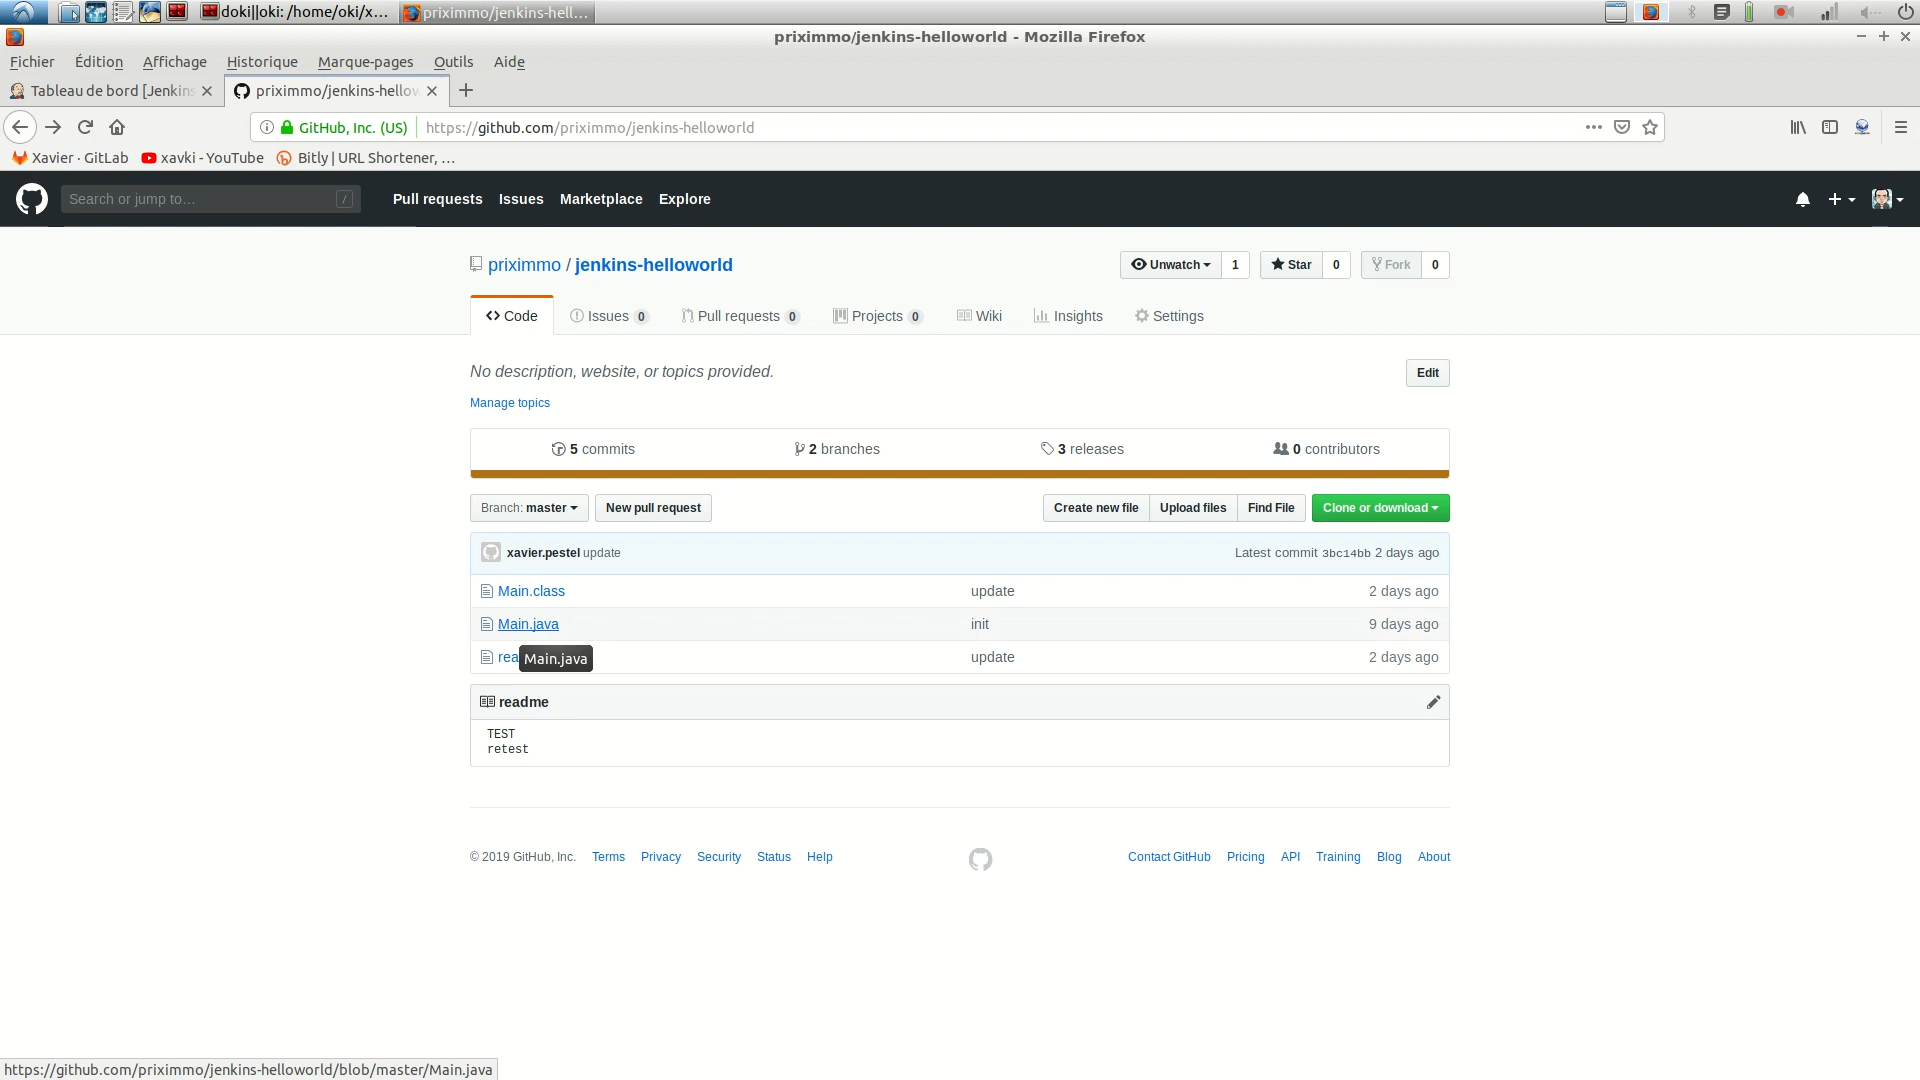 doki||oki: /home/oki/x...
priximmo/jenkins-hell...
priximmo/jenkins-helloworld - Mozilla Firefox
Fichier Édition Affichage Historique Marque-pages Outils Aide
Tableau de bord [Jenkins
priximmo/jenkins-hellow
GitHub, Inc. (US) https://github.com/priximmo/jenkins-helloworld
Xavier · GitLab xavki - YouTube Bitly | URL Shortener, ...
Search or jump to... / Pull requests Issues Marketplace Explore
priximmo / jenkins-helloworld Unwatch 1 Star 0 Fork 0
Code Issues 0 Pull requests 0 Projects 0 Wiki Insights Settings
No description, website, or topics provided. Edit
Manage topics
5 commits 2 branches 3 releases 0 contributors
Branch: master New pull request Create new file Upload files Find File Clone or download
xavier.pestel update Latest commit 3bc14bb 2 days ago
Main.class update 2 days ago
Main.java init 9 days ago
rea Main.java update 2 days ago
readme
TEST
retest
© 2019 GitHub, Inc. Terms Privacy Security Status Help Contact GitHub Pricing API Training Blog About
https://github.com/priximmo/jenkins-helloworld/blob/master/Main.java